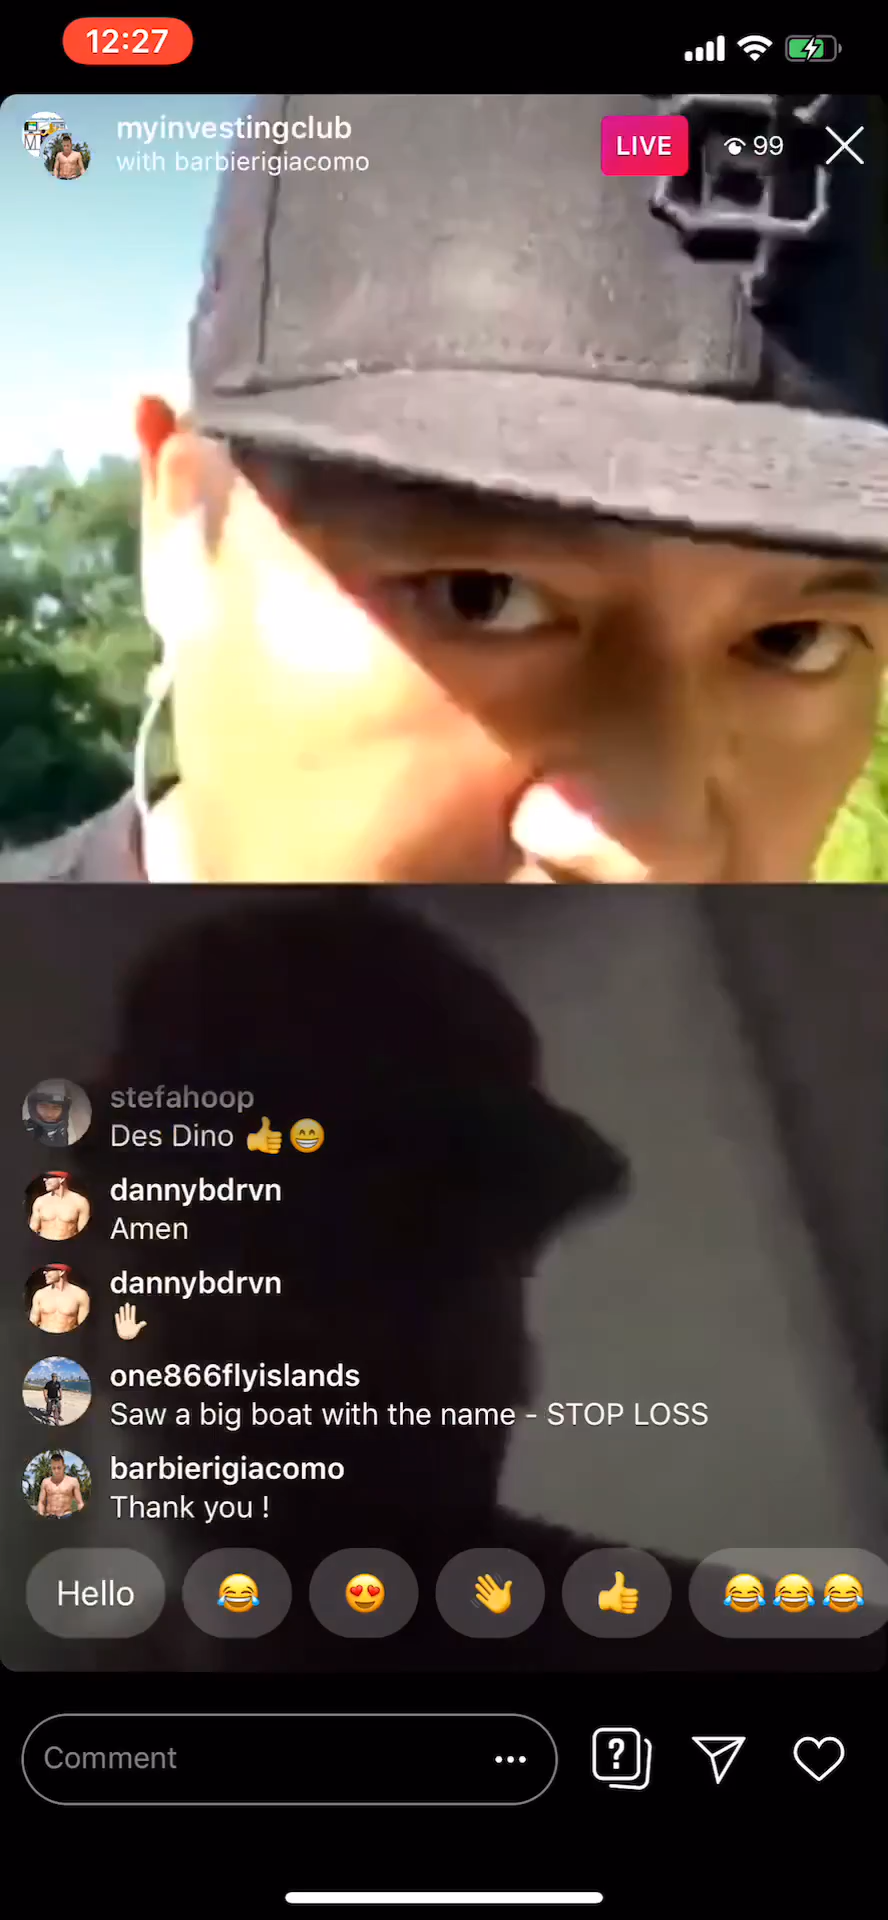 12:27
myinvestingclub
with barbierigiacomo
LIVE
99
stefahoop
Des Dino 👍😁
dannybdrvn
Amen
dannybdrvn
🤚🏻
one866flyislands
Saw a big boat with the name - STOP LOSS
barbierigiacomo
Thank you !
Hello 😂 😍 👋 👍 😂😂😂
Comment